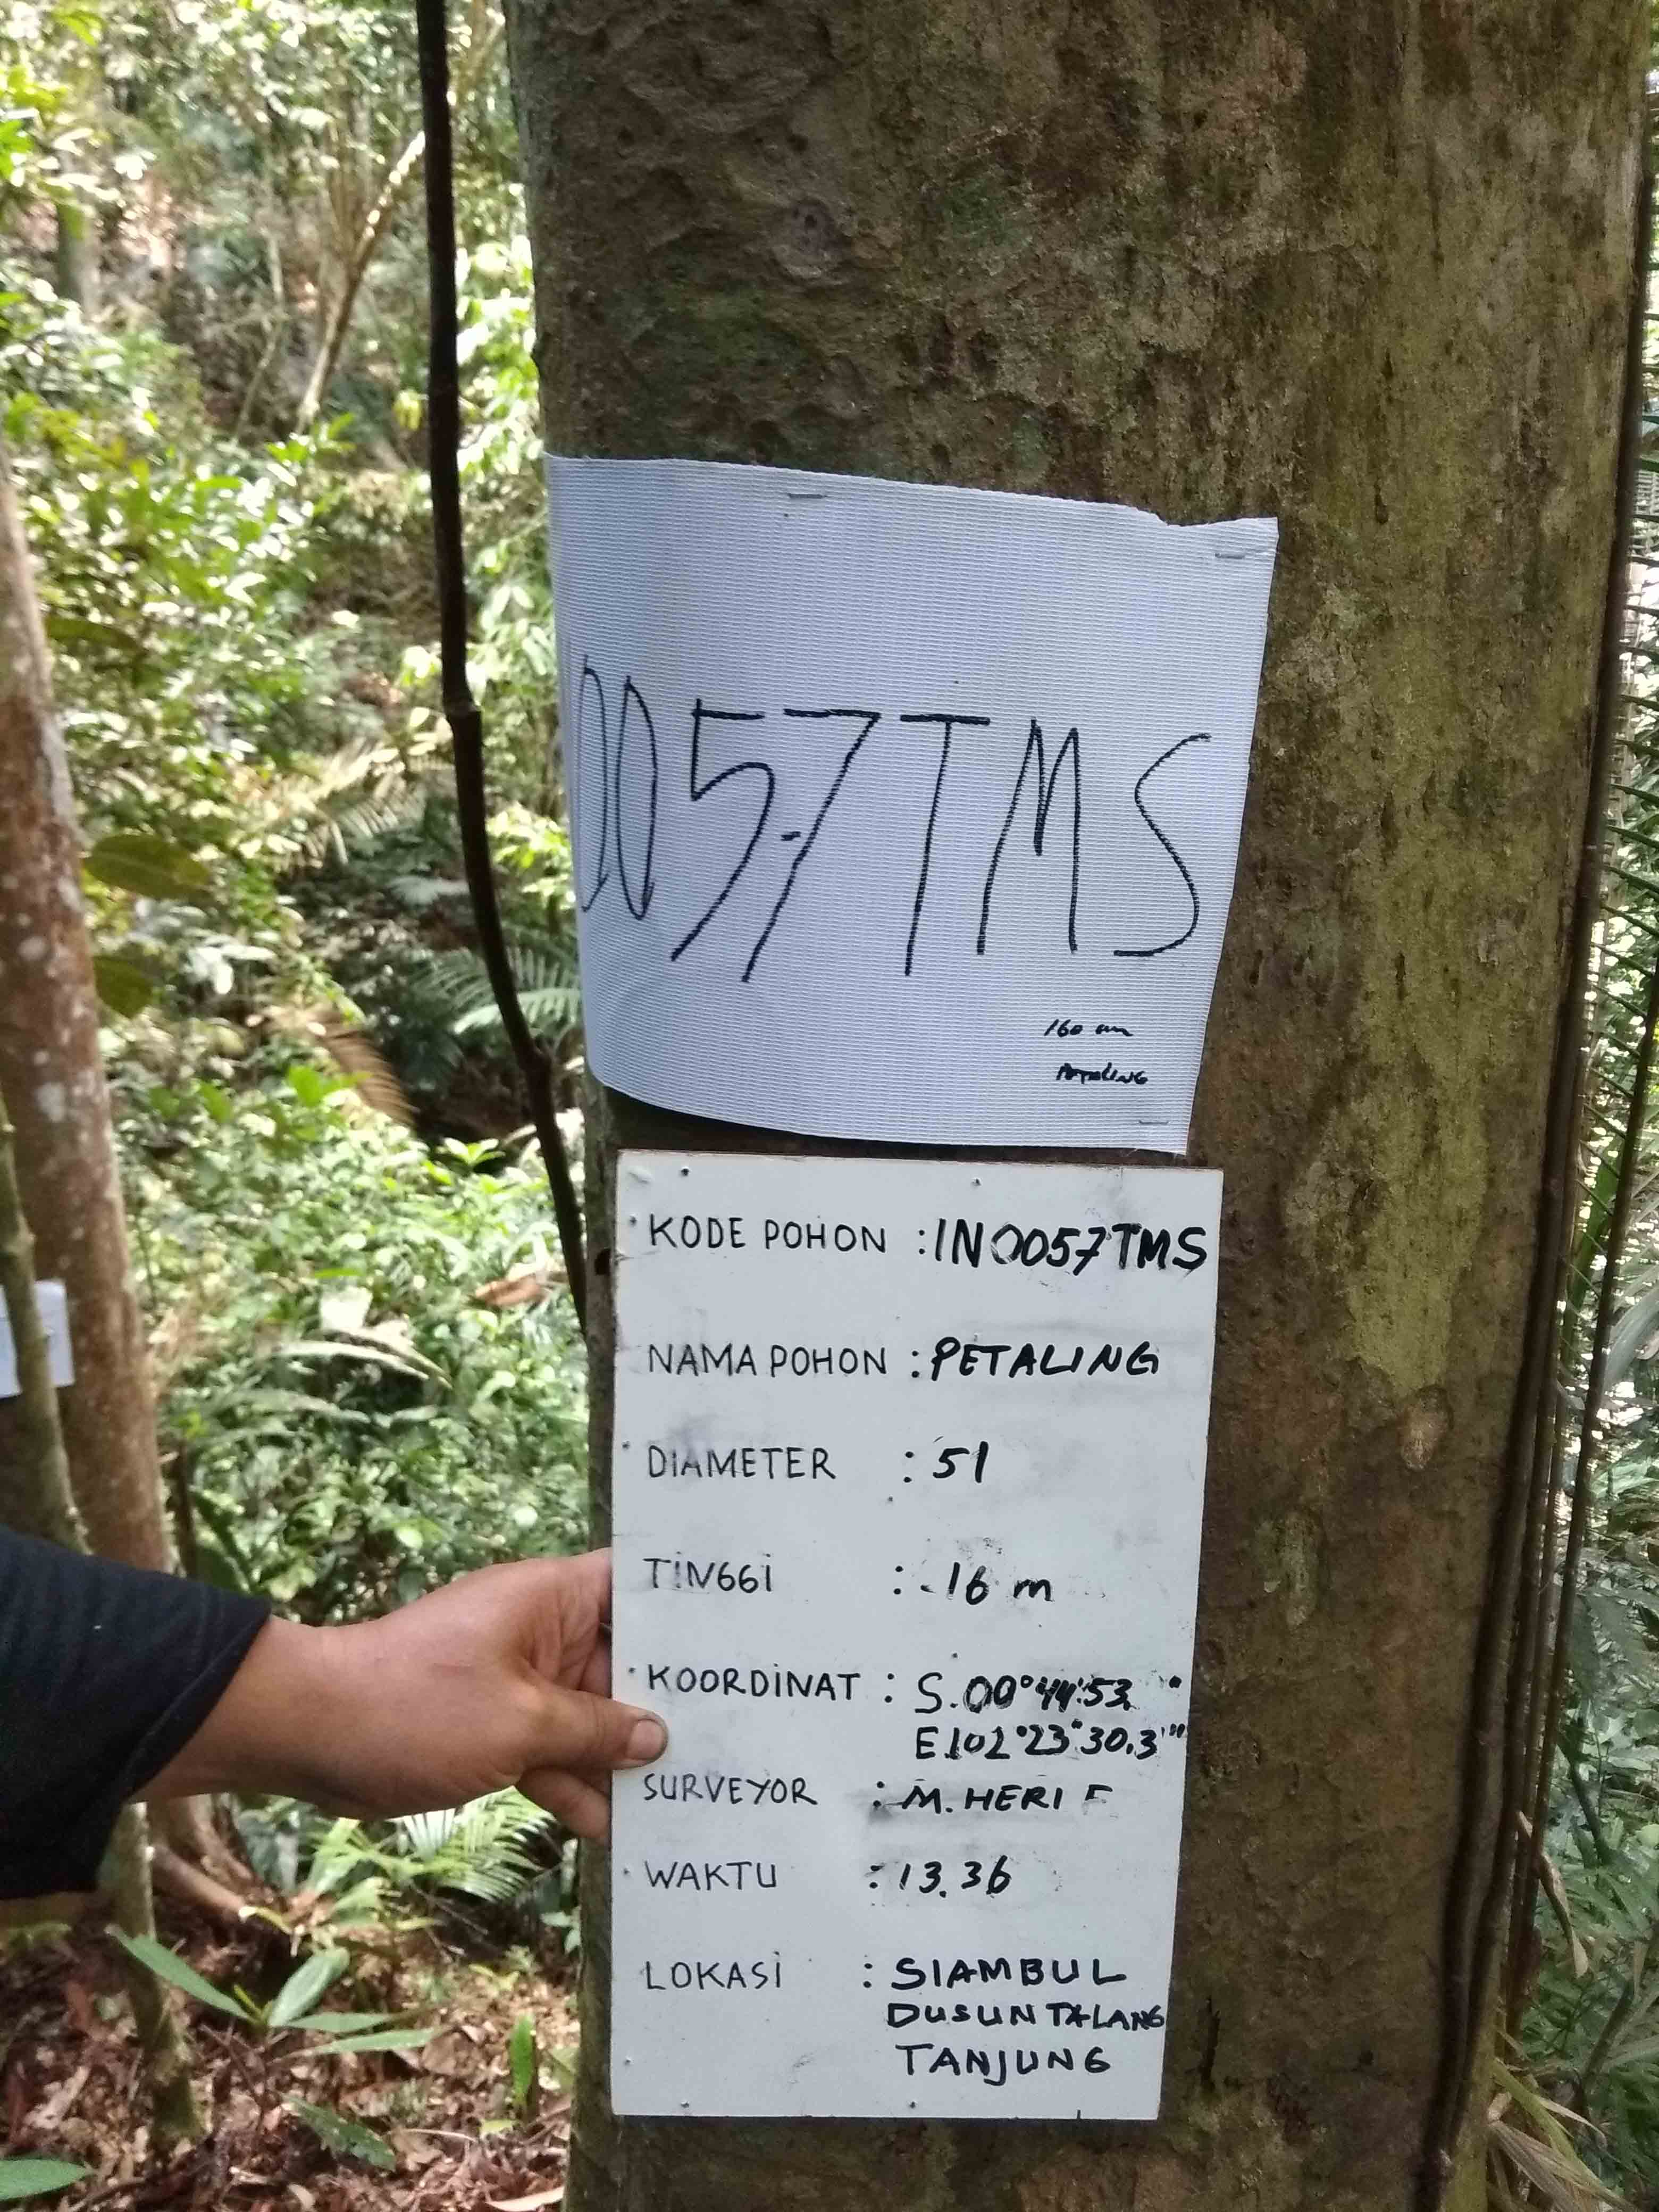 0057TMS
160 cm
PETALING
KODE POHON : IN0057TMS
NAMA POHON : PETALING
DIAMETER : 51
TINGGI : 16 m
KOORDINAT : S.00°44'53 "
E.102°23'30.3"
SURVEYOR : M. HERI F
WAKTU : 13.36
LOKASI : SIAMBUL
DUSUN TALANG
TANJUNG